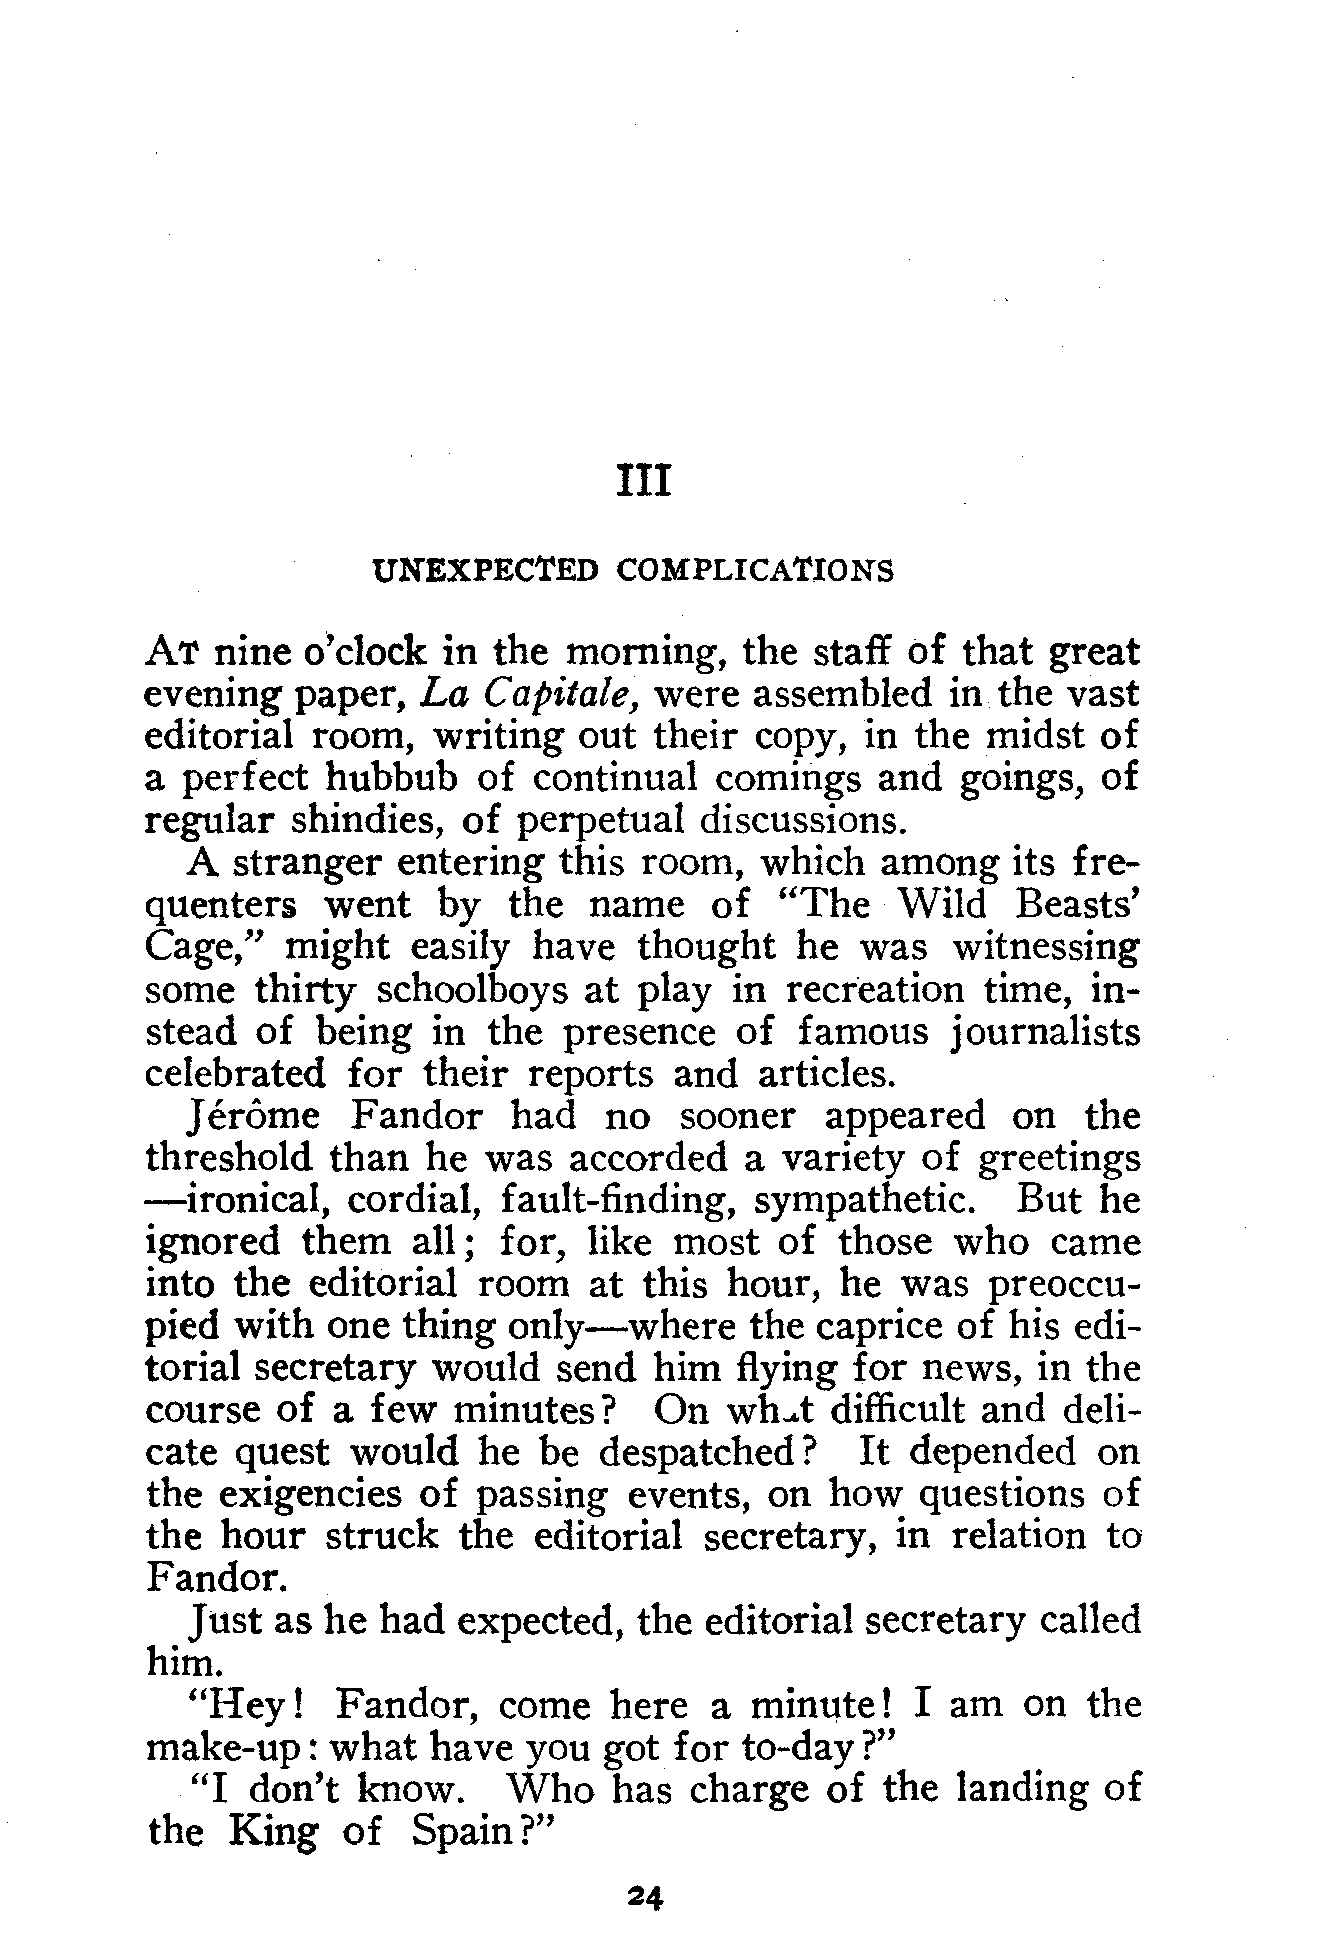 III
UNEXPECTED COMPLICATIONS
AT nine o'clock in the morning, the staff of that great
evening paper, La Capitale, were assembled in the vast
editorial room, writing out their copy, in the midst of
a perfect hubbub of continual comings and goings, of
regular shindies, of perpetual discussions.
A stranger entering this room, which among its fre-
quenters went by the name of “The Wild Beasts'
Cage,” might easily have thought he was witnessing
some thirty schoolboys at play in recreation time, in-
stead of being in the presence of famous journalists
celebrated for their reports and articles.
Jérôme Fandor had no sooner appeared on the
threshold than he was accorded a variety of greetings
—ironical, cordial, fault-finding, sympathetic. But he
ignored them all; for, like most of those who came
into the editorial room at this hour, he was preoccu-
pied with one thing only—where the caprice of his edi-
torial secretary would send him flying for news, in the
course of a few minutes? On what difficult and deli-
cate quest would he be despatched? It depended on
the exigencies of passing events, on how questions of
the hour struck the editorial secretary, in relation to
Fandor.
Just as he had expected, the editorial secretary called
him.
“Hey! Fandor, come here a minute! I am on the
make-up: what have you got for to-day?”
“I don't know. Who has charge of the landing of
the King of Spain?”
24